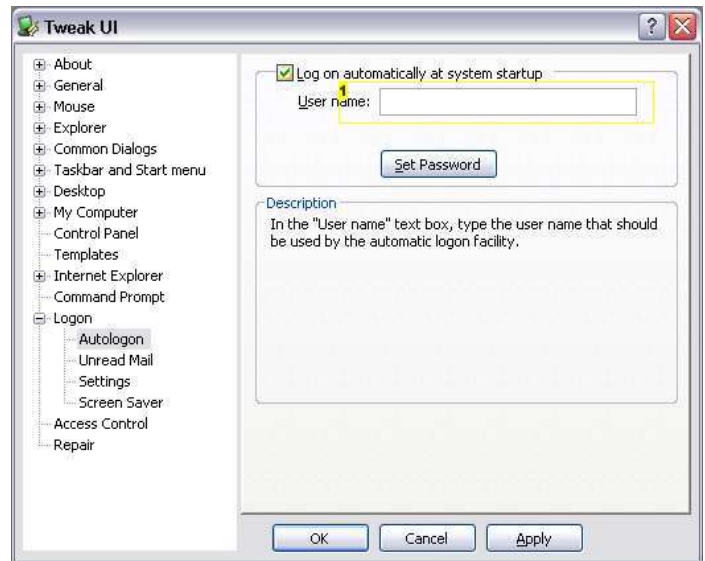 Tweak UI
About
General
Mouse
Explorer
Common Dialogs
Taskbar and Start menu
Desktop
My Computer
Control Panel
Templates
Internet Explorer
Command Prompt
Logon
Autologon
Unread Mail
Settings
Screen Saver
Access Control
Repair
Log on automatically at system startup
1
User name:
Set Password
Description
In the "User name" text box, type the user name that should
be used by the automatic logon facility.
OK Cancel Apply